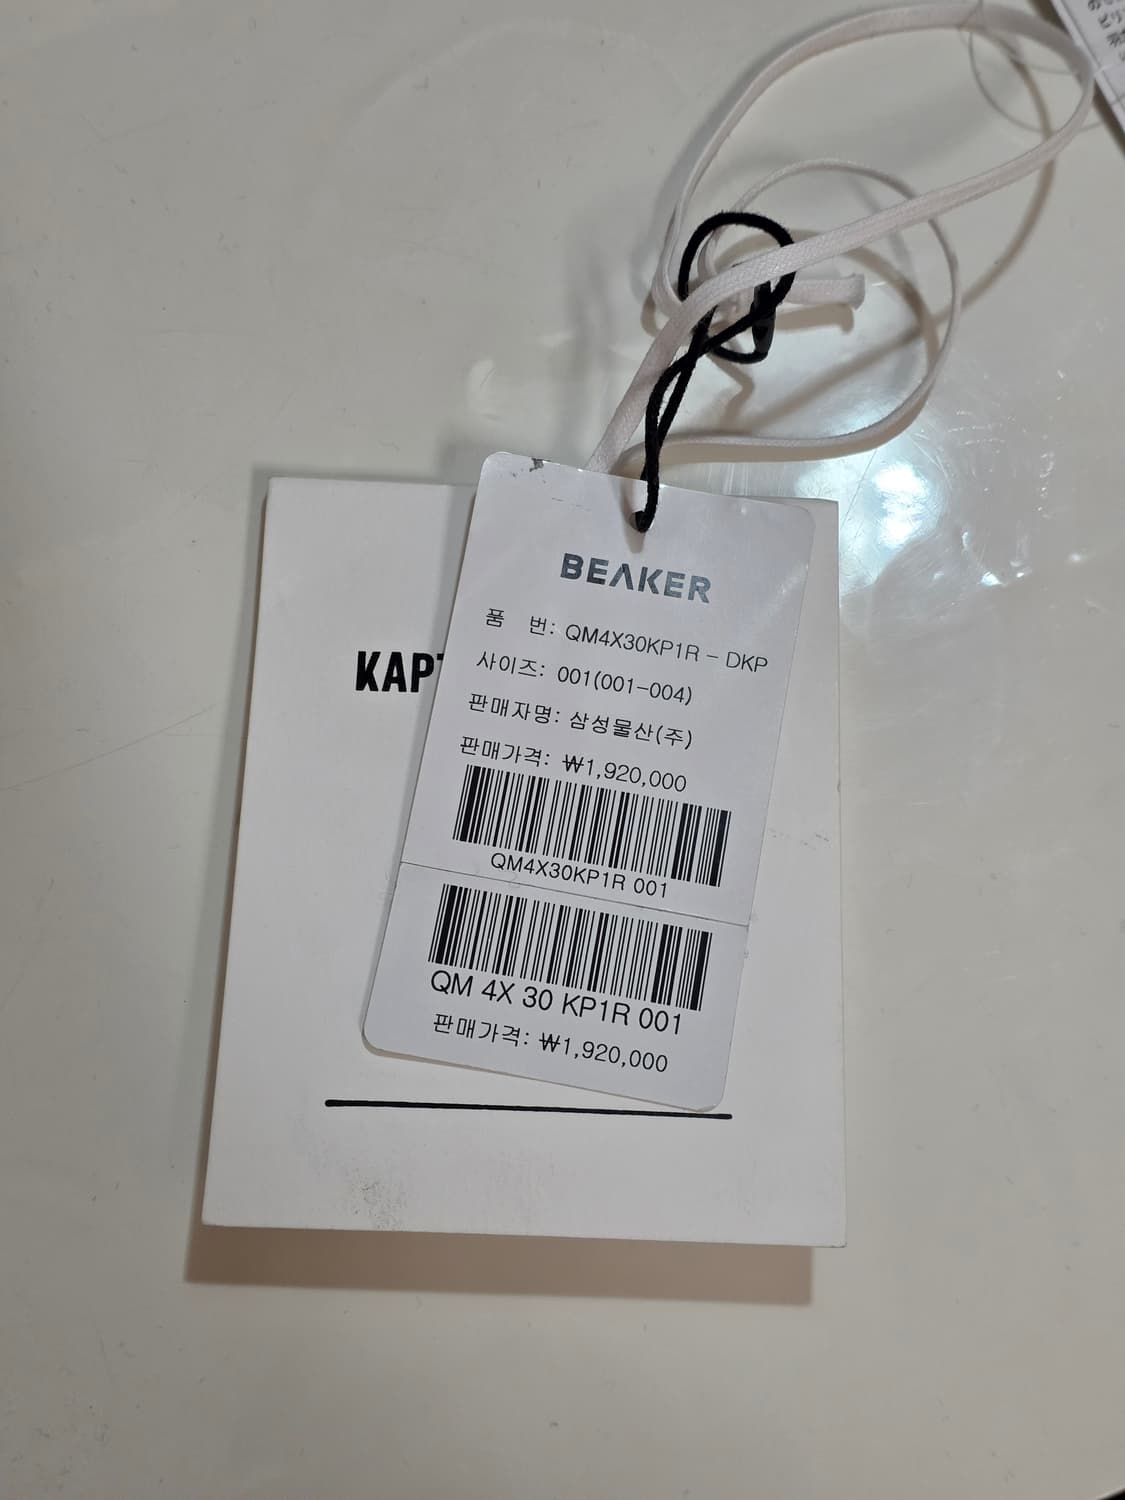 BEAKER
품 번: QM4X30KP1R - DKP
사이즈: 001(001-004)
판매자명: 삼성물산(주)
판매가격: ₩1,920,000
QM4X30KP1R 001
QM 4X 30 KP1R 001
판매가격: ₩1,920,000